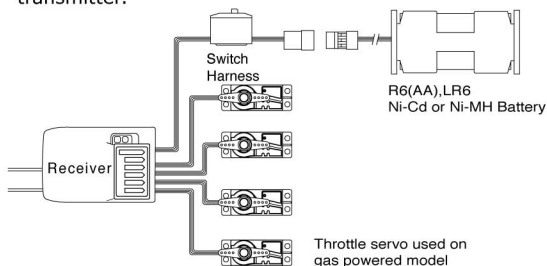 transmitter.
Switch
Harness
R6(AA),LR6
Ni-Cd or Ni-MH Battery
Receiver
Throttle servo used on
gas powered model